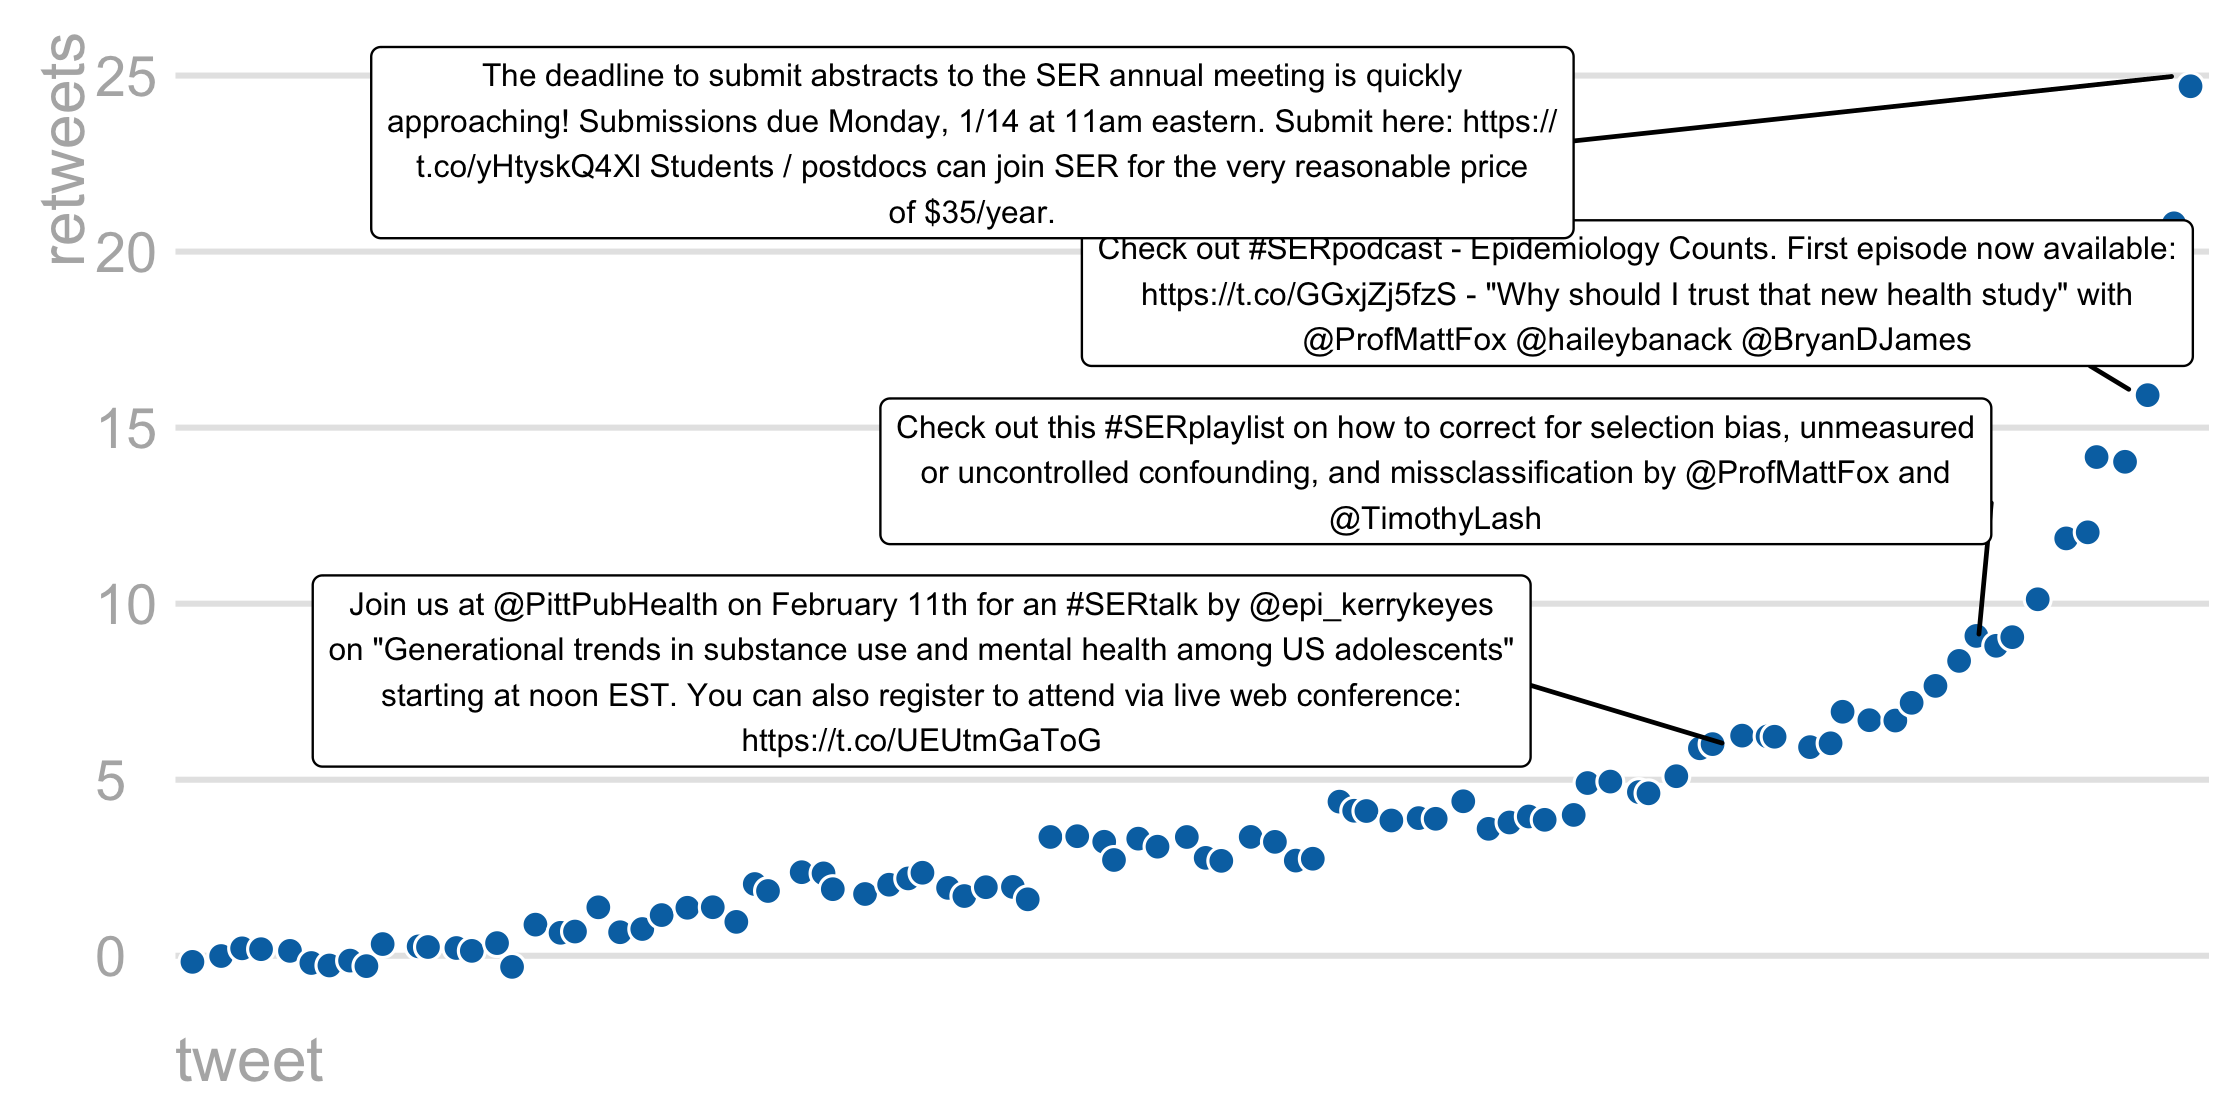 retweets
25
20
15
10
5
0
The deadline to submit abstracts to the SER annual meeting is quickly
approaching! Submissions due Monday, 1/14 at 11am eastern. Submit here: https://
t.co/yHtyskQ4Xl Students / postdocs can join SER for the very reasonable price
of $35/year.
Check out #SERpodcast - Epidemiology Counts. First episode now available:
https://t.co/GGxjZj5fzS - "Why should I trust that new health study" with
@ProfMattFox @haileybanack @BryanDJames
Check out this #SERplaylist on how to correct for selection bias, unmeasured
or uncontrolled confounding, and missclassification by @ProfMattFox and
@TimothyLash
Join us at @PittPubHealth on February 11th for an #SERtalk by @epi_kerrykeyes
on "Generational trends in substance use and mental health among US adolescents"
starting at noon EST. You can also register to attend via live web conference:
https://t.co/UEUtmGaToG
tweet